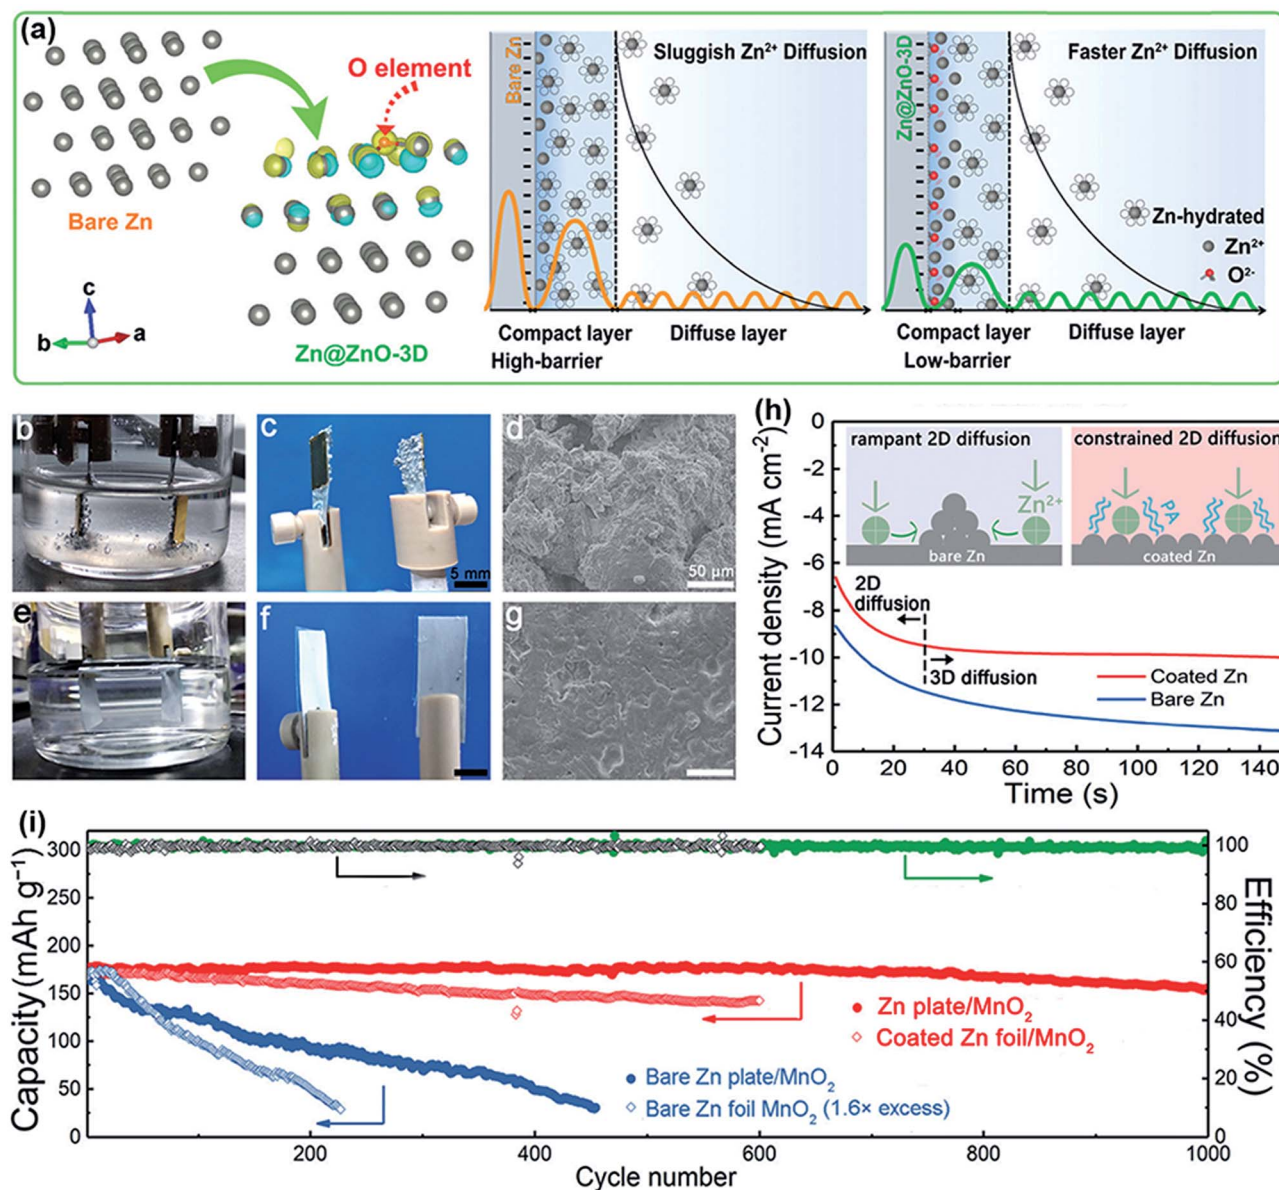 (a)
O element
Bare Zn
c
b
a
Zn@ZnO-3D
Bare Zn
Sluggish Zn²⁺ Diffusion
Compact layer
High-barrier
Diffuse layer
Zn@ZnO-3D
Faster Zn²⁺ Diffusion
Zn-hydrated
Zn²⁺
O²⁻
Compact layer
Low-barrier
Diffuse layer
b
c
5 mm
d
50 μm
e
f
g
(h)
Current density (mA cm⁻²)
0
-2
-4
-6
-8
-10
-12
-14
rampant 2D diffusion
Zn²⁺
bare Zn
constrained 2D diffusion
PA
coated Zn
2D
diffusion
3D diffusion
Coated Zn
Bare Zn
0 20 40 60 80 100 120 140
Time (s)
(i)
Capacity (mAh g⁻¹)
300
250
200
150
100
50
0
Zn plate/MnO₂
Coated Zn foil/MnO₂
Bare Zn plate/MnO₂
Bare Zn foil MnO₂ (1.6× excess)
100
80
60
40
20
0
Efficiency (%)
200 400 600 800 1000
Cycle number